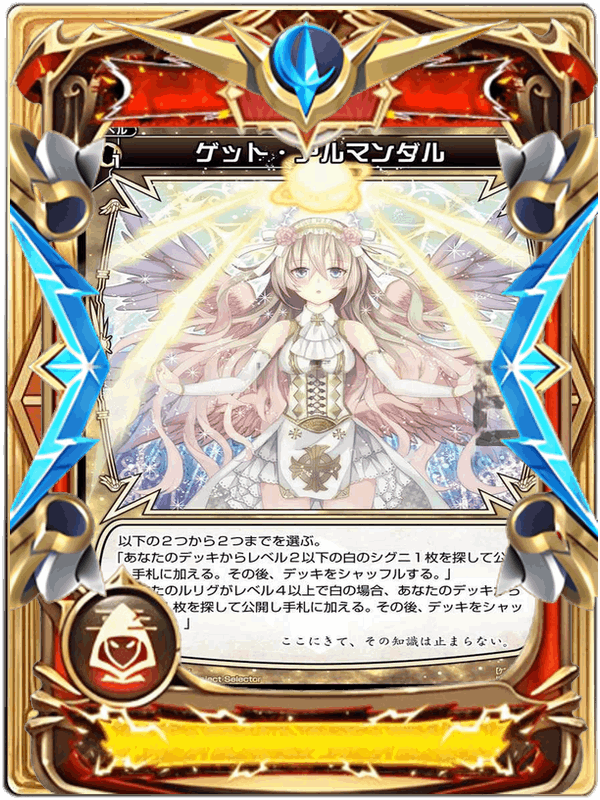 ゲット・アルマンダル
以下の2つから2つまでを選ぶ。
「あなたのデッキからレベル2以下の白のシグニ1枚を探して公
手札に加える。その後、デッキをシャッフルする。」
たのルリグがレベル4以上で白の場合、あなたのデッキから
枚を探して公開し手札に加える。その後、デッキをシャッ
」
ここにきて、その知識は止まらない。
Selector